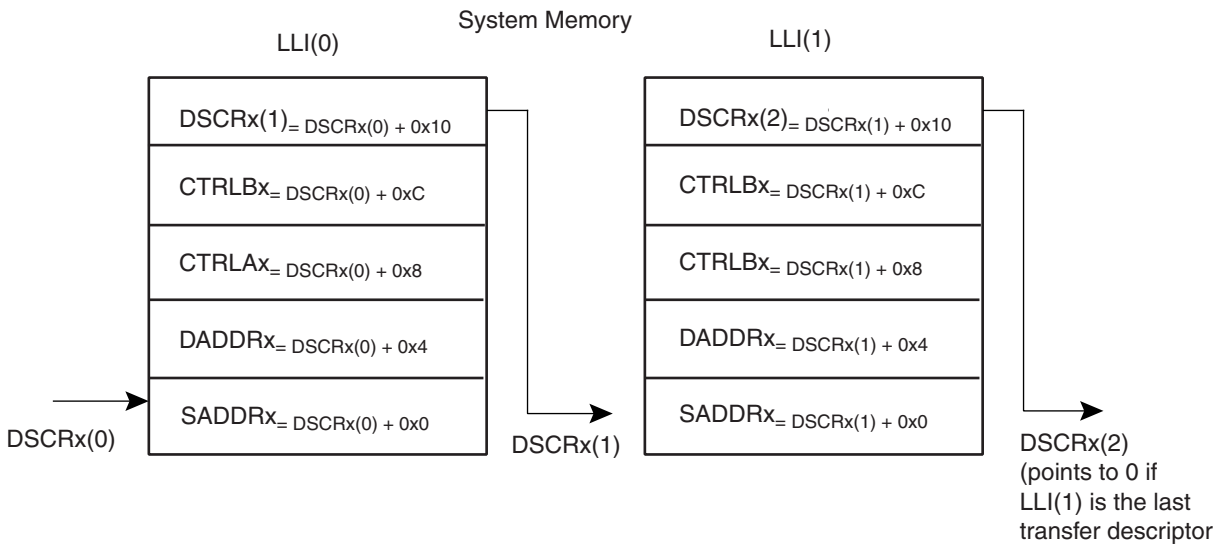 System Memory
LLI(0)
LLI(1)
DSCRx(1)= DSCRx(0) + 0x10
CTRLBx= DSCRx(0) + 0xC
CTRLAx= DSCRx(0) + 0x8
DADDRx= DSCRx(0) + 0x4
SADDRx= DSCRx(0) + 0x0
DSCRx(0)
DSCRx(1)
DSCRx(2)= DSCRx(1) + 0x10
CTRLBx= DSCRx(1) + 0xC
CTRLBx= DSCRx(1) + 0x8
DADDRx= DSCRx(1) + 0x4
SADDRx= DSCRx(1) + 0x0
DSCRx(2)
(points to 0 if
LLI(1) is the last
transfer descriptor